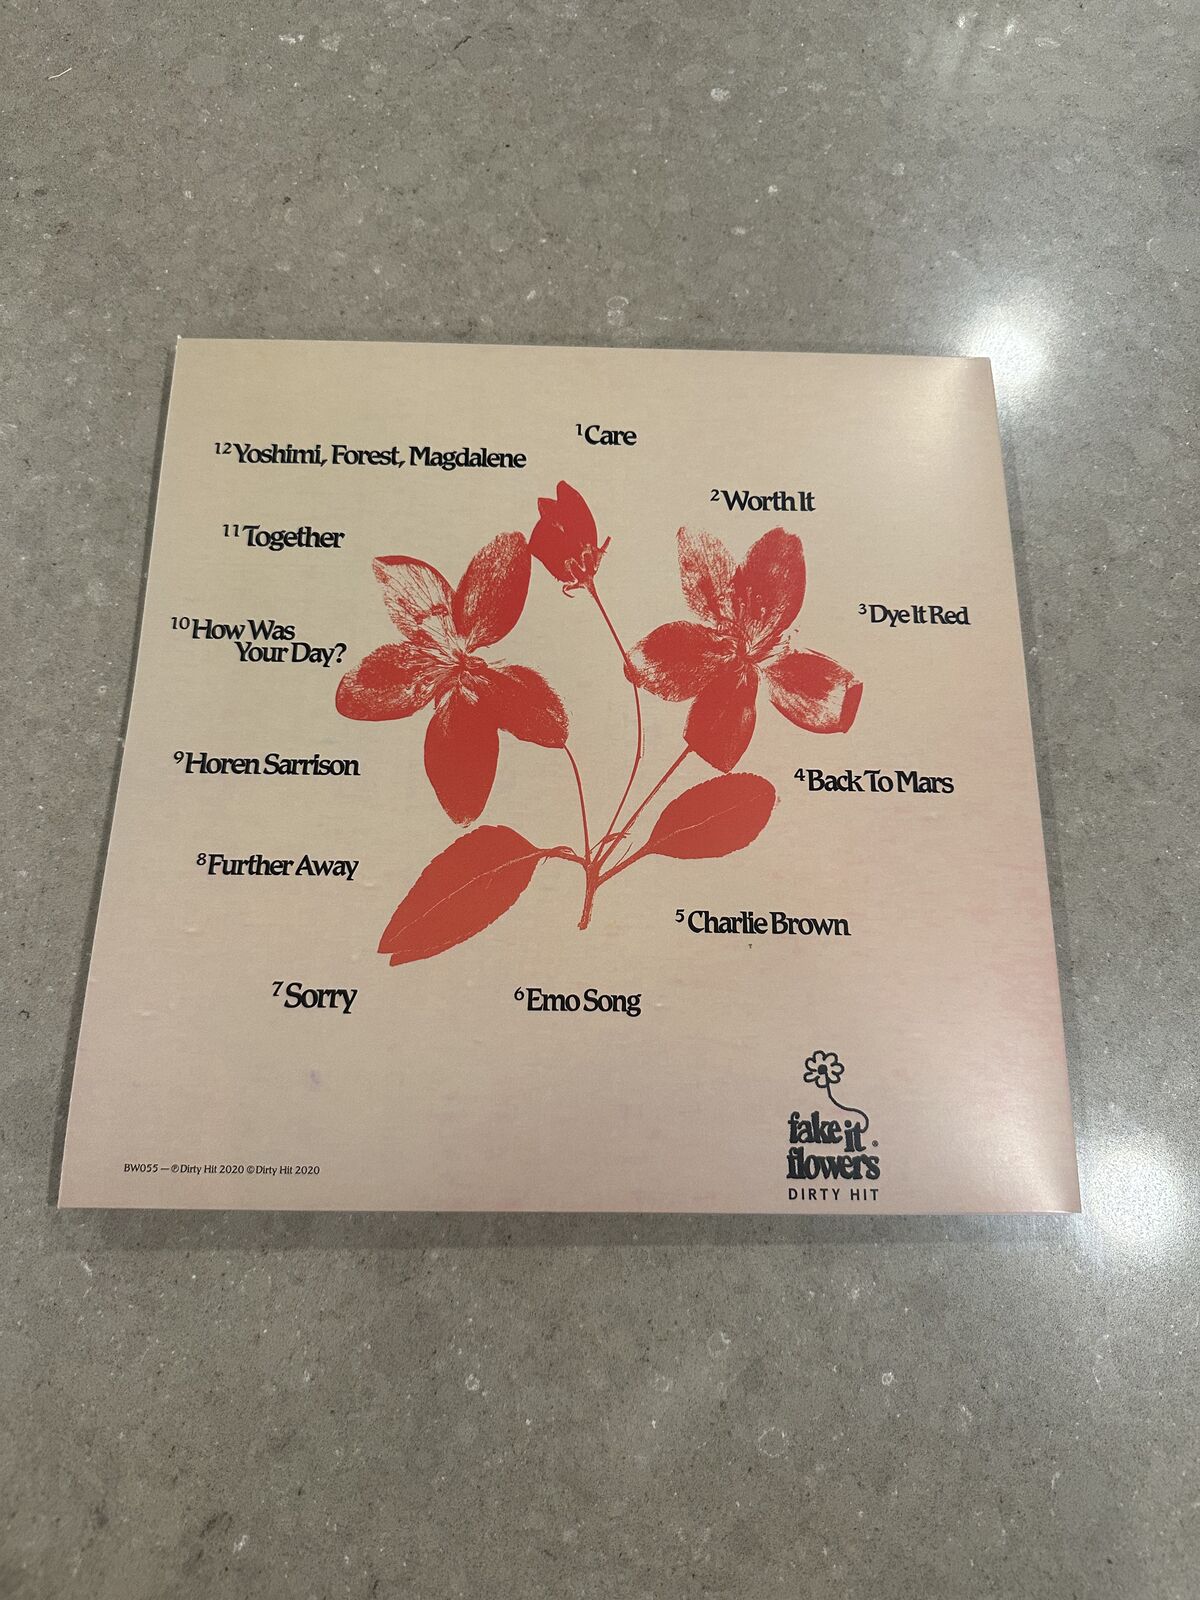 1 Care
2 Worth It
3 Dye It Red
4 Back To Mars
5 Charlie Brown
6 Emo Song
7 Sorry
8 Further Away
9 Horen Sarrison
10 How Was
Your Day?
11 Together
12 Yoshimi, Forest, Magdalene
BW055 — ℗ Dirty Hit 2020 © Dirty Hit 2020
fake it
flowers
DIRTY HIT